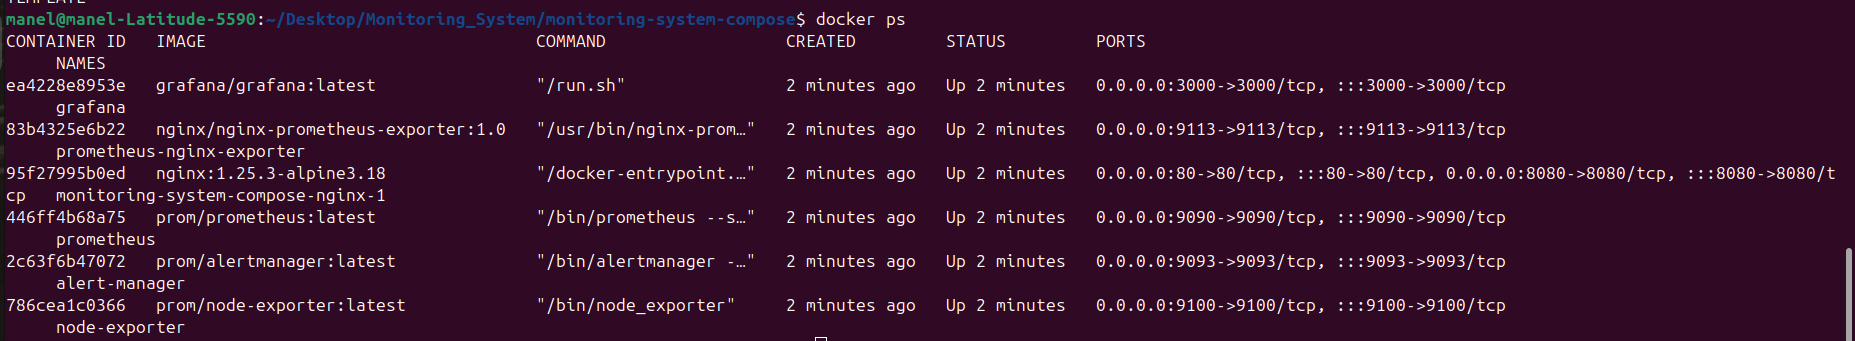 TEMPLATE
manel@manel-Latitude-5590:~/Desktop/Monitoring_System/monitoring-system-compose$ docker ps
CONTAINER ID   IMAGE                                 COMMAND                  CREATED         STATUS         PORTS
     NAMES
ea4228e8953e   grafana/grafana:latest                "/run.sh"                2 minutes ago   Up 2 minutes   0.0.0.0:3000->3000/tcp, :::3000->3000/tcp
     grafana
83b4325e6b22   nginx/nginx-prometheus-exporter:1.0   "/usr/bin/nginx-prom…"   2 minutes ago   Up 2 minutes   0.0.0.0:9113->9113/tcp, :::9113->9113/tcp
     prometheus-nginx-exporter
95f27995b0ed   nginx:1.25.3-alpine3.18               "/docker-entrypoint.…"   2 minutes ago   Up 2 minutes   0.0.0.0:80->80/tcp, :::80->80/tcp, 0.0.0.0:8080->8080/tcp, :::8080->8080/t
cp   monitoring-system-compose-nginx-1
446ff4b68a75   prom/prometheus:latest                "/bin/prometheus --s…"   2 minutes ago   Up 2 minutes   0.0.0.0:9090->9090/tcp, :::9090->9090/tcp
     prometheus
2c63f6b47072   prom/alertmanager:latest              "/bin/alertmanager -…"   2 minutes ago   Up 2 minutes   0.0.0.0:9093->9093/tcp, :::9093->9093/tcp
     alert-manager
786cea1c0366   prom/node-exporter:latest             "/bin/node_exporter"     2 minutes ago   Up 2 minutes   0.0.0.0:9100->9100/tcp, :::9100->9100/tcp
     node-exporter